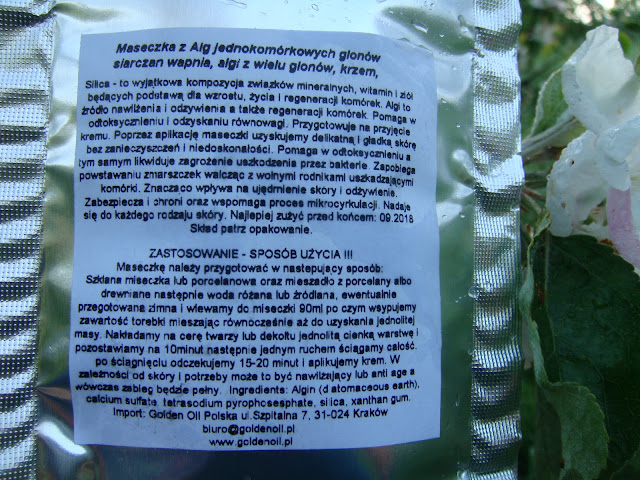 Maseczka z Alg jednokomórkowych glonów
siarczan wapnia, algi z wielu glonów, krzem,
Silica - to wyjątkowa kompozycja związków mineralnych, witamin i ziół
będących podstawą dla wzrostu, życia i regeneracji komórek. Algi to
źródło nawilżenia i odżywienia a także regeneracji komórek. Pomaga w
odtoksycznieniu i odzyskaniu równowagi. Przygotowuje na przyjęcie
kremu. Poprzez aplikację maseczki uzyskujemy delikatną i gładką skórę
bez zanieczyszczeń i niedoskonałości. Pomaga w odtoksycznieniu a
tym samym likwiduje zagrożenie uszkodzenia przez bakterie. Zapobiega
powstawaniu zmarszczek walcząc z wolnymi rodnikami uszkadzającymi
komórki. Znacząco wpływa na ujędrnienie skóry i odżywienie.
Zabezpiecza i chroni oraz wspomaga proces mikrocyrkulacji. Nadaje
się do każdego rodzaju skóry. Najlepiej zużyć przed końcem: 09.2018
Skład patrz opakowanie.
ZASTOSOWANIE - SPOSÓB UŻYCIA !!!
Maseczkę należy przygotować w następujący sposób:
Szklana miseczka lub porcelanowa oraz mieszadło z porcelany albo
drewniane następnie woda różana lub źródlana, ewentualnie
przegotowana zimna i wlewamy do miseczki 90ml po czym wsypujemy
zawartość torebki mieszając równocześnie aż do uzyskania jednolitej
masy. Nakładamy na cerę twarzy lub dekoltu jednolitą cienką warstwę i
pozostawiamy na 10minut następnie jednym ruchem ściągamy całość.
po ściągnięciu odczekujemy 15-20 minut i aplikujemy krem. W
zależności od skóry i potrzeby może to być nawilżający lub anti age a
wówczas zabieg będzie pełny. Ingredients: Algin (diatomaceous earth),
calcium sulfate, tetrasodium pyrophosesphate, silica, xanthan gum.
Import: Golden Oil Polska ul.Szpitalna 7, 31-024 Kraków
biuro@goldenoil.pl
www.goldenoil.pl